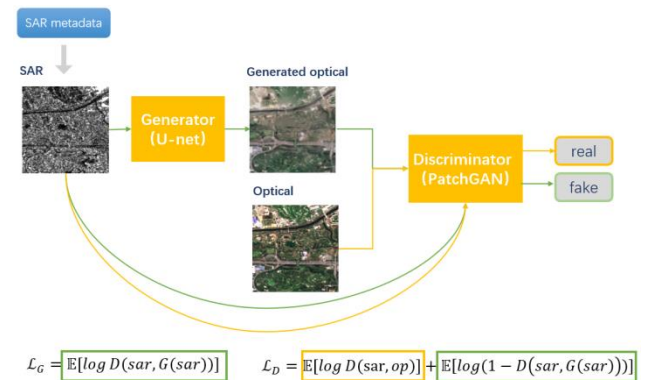 SAR metadata
SAR
Generated optical
Generator
(U-net)
Optical
Discriminator
(PatchGAN)
real
fake
ℒ_G = 𝔼[log D(sar, G(sar))]
ℒ_D = 𝔼[log D(sar, op)] + 𝔼[log(1 − D(sar, G(sar)))]